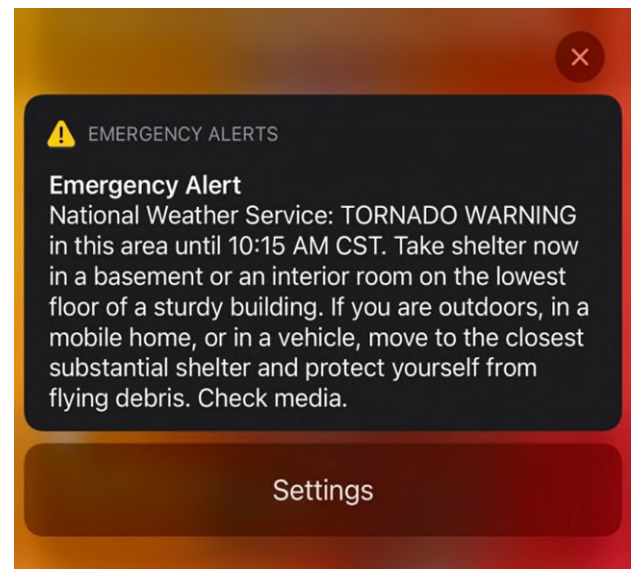 EMERGENCY ALERTS
Emergency Alert
National Weather Service: TORNADO WARNING
in this area until 10:15 AM CST. Take shelter now
in a basement or an interior room on the lowest
floor of a sturdy building. If you are outdoors, in a
mobile home, or in a vehicle, move to the closest
substantial shelter and protect yourself from
flying debris. Check media.
Settings